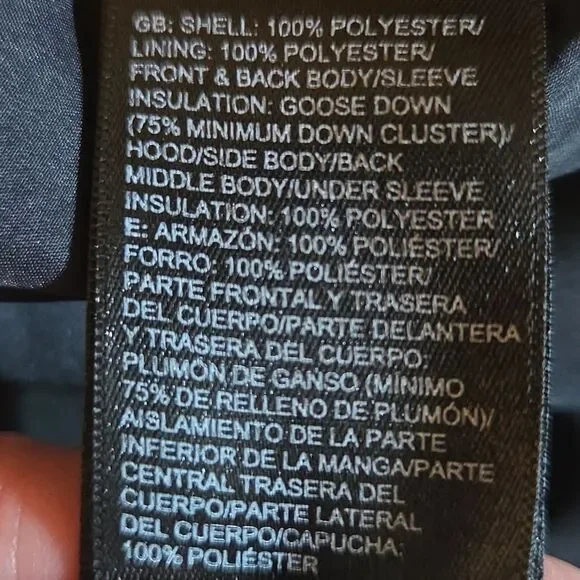 GB: SHELL: 100% POLYESTER/
LINING: 100% POLYESTER/
FRONT & BACK BODY/SLEEVE
INSULATION: GOOSE DOWN
(75% MINIMUM DOWN CLUSTER)/
HOOD/SIDE BODY/BACK
MIDDLE BODY/UNDER SLEEVE
INSULATION: 100% POLYESTER
E: ARMAZÓN: 100% POLIÉSTER/
FORRO: 100% POLIÉSTER/
PARTE FRONTAL Y TRASERA
DEL CUERPO/PARTE DELANTERA
Y TRASERA DEL CUERPO:
PLUMÓN DE GANSO (MÍNIMO
75% DE RELLENO DE PLUMÓN)/
AISLAMIENTO DE LA PARTE
INFERIOR DE LA MANGA/PARTE
CENTRAL TRASERA DEL
CUERPO/PARTE LATERAL
DEL CUERPO/CAPUCHA:
100% POLIÉSTER